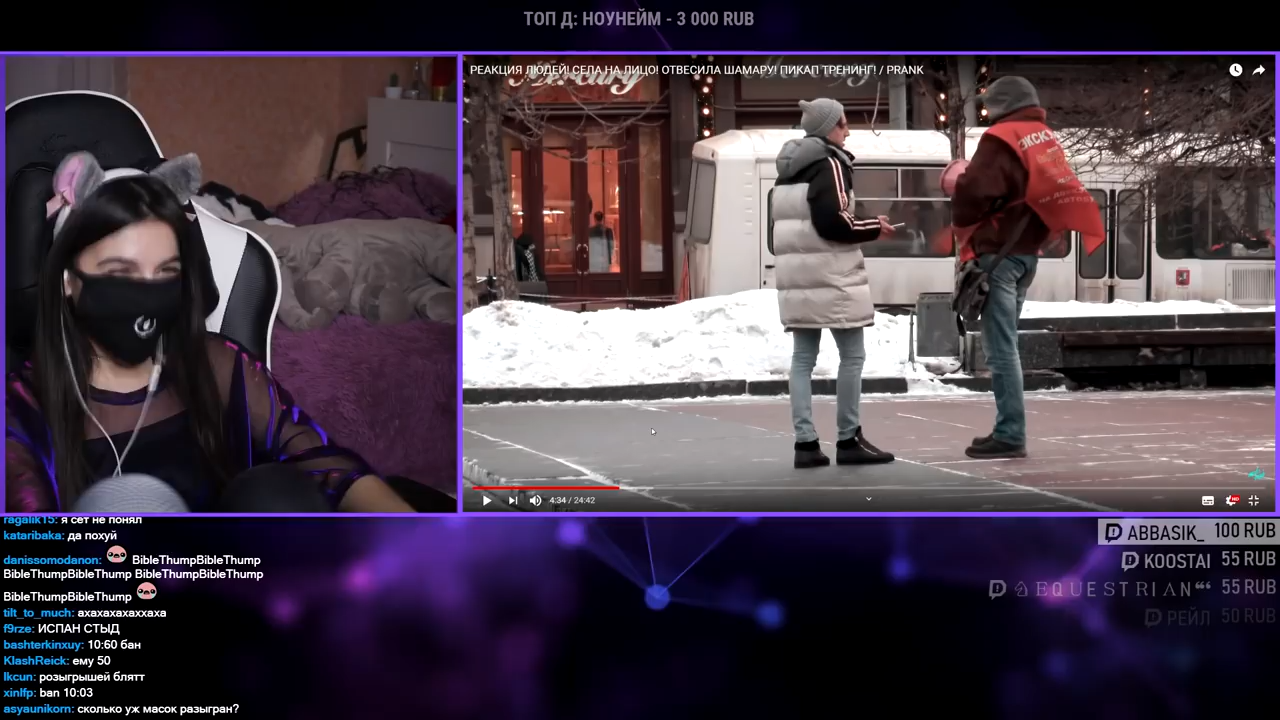 ТОП Д: НОУНЕЙМ - 3 000 RUB
РЕАКЦИЯ ЛЮДЕЙ! СЕЛА НА ЛИЦО! ОТВЕСИЛА ШАМАРУ! ПИКАП ТРЕНИНГ! / PRANK
Mercury
ЭКСКУ
4:34 / 24:42
HD
ragalik15: я сет не понял
kataribaka: да похуй
danissomodanon: BibleThumpBibleThump
BibleThumpBibleThump BibleThumpBibleThump
BibleThumpBibleThump
tilt_to_much: ахахахахаххаха
f9rze: ИСПАН СТЫД
bashterkinxuy: 10:60 бан
KlashReick: ему 50
lkcun: розыгрышей блятт
xinlfp: ban 10:03
asyaunikorn: сколько уж масок разыгран?
ABBASIK_ 100 RUB
KOOSTAI 55 RUB
EQUESTRIAN 55 RUB
РЕЙЛ 50 RUB